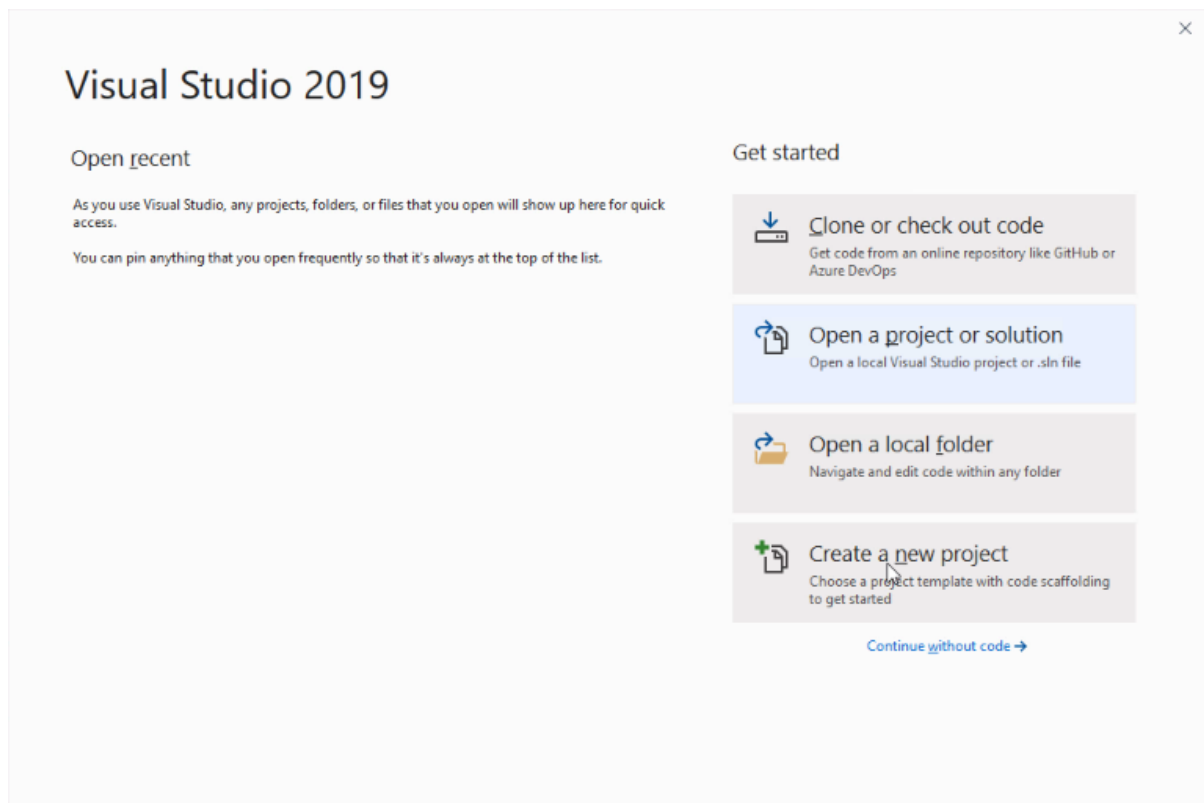 Visual Studio 2019
Open recent
As you use Visual Studio, any projects, folders, or files that you open will show up here for quick
access.
You can pin anything that you open frequently so that it's always at the top of the list.
Get started
Clone or check out code
Get code from an online repository like GitHub or
Azure DevOps
Open a project or solution
Open a local Visual Studio project or .sln file
Open a local folder
Navigate and edit code within any folder
Create a new project
Choose a project template with code scaffolding
to get started
Continue without code →